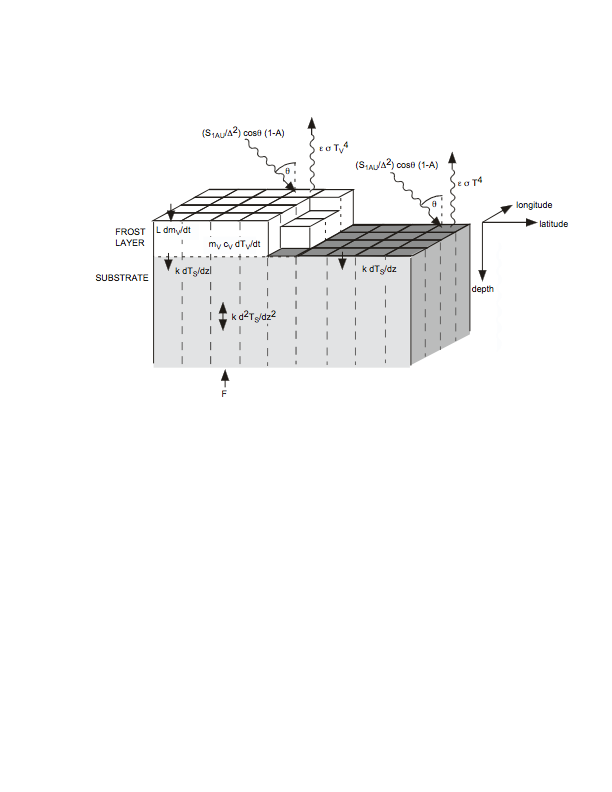 (S1AU/Δ²) cosθ (1-A)
θ
ε σ TV⁴
(S1AU/Δ²) cosθ (1-A)
θ
ε σ T⁴
longitude
latitude
depth
FROST
LAYER
L dmV/dt
mV cV dTV/dt
SUBSTRATE
k dTS/dz
k dTS/dz
k d²TS/dz²
F